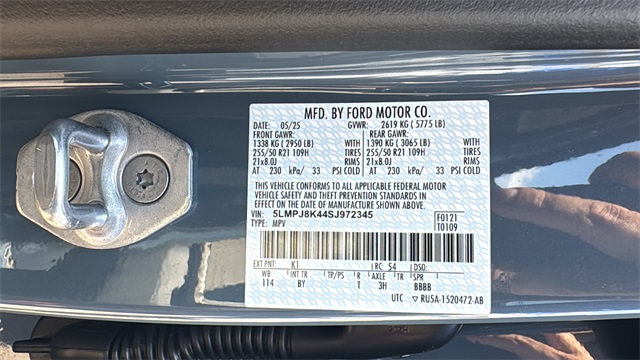 MFD. BY FORD MOTOR CO.
DATE: 05/25 GVWR: 2619 KG ( 5775 LB)
FRONT GAWR: REAR GAWR:
1338 KG ( 2950 LB) 1390 KG ( 3065 LB)
255/50 R21 109H TIRES 255/50 R21 109H TIRES
21x8.0J RIMS 21x8.0J RIMS
AT 230 kPa/ 33 PSI COLD AT 230 kPa/ 33 PSI COLD
THIS VEHICLE CONFORMS TO ALL APPLICABLE FEDERAL MOTOR
VEHICLE SAFETY AND THEFT PREVENTION STANDARDS IN
EFFECT ON THE DATE OF MANUFACTURE SHOWN ABOVE.
VIN: 5LMPJ8K44SJ972345 F0121
TYPE: MPV T0109
EXT PNT: K1 RC: 54 DSO:
WB INT TR TP/PS R AXLE TR SPR
114 BY T 3H BBBB
UTC RU5A-1520472-AB